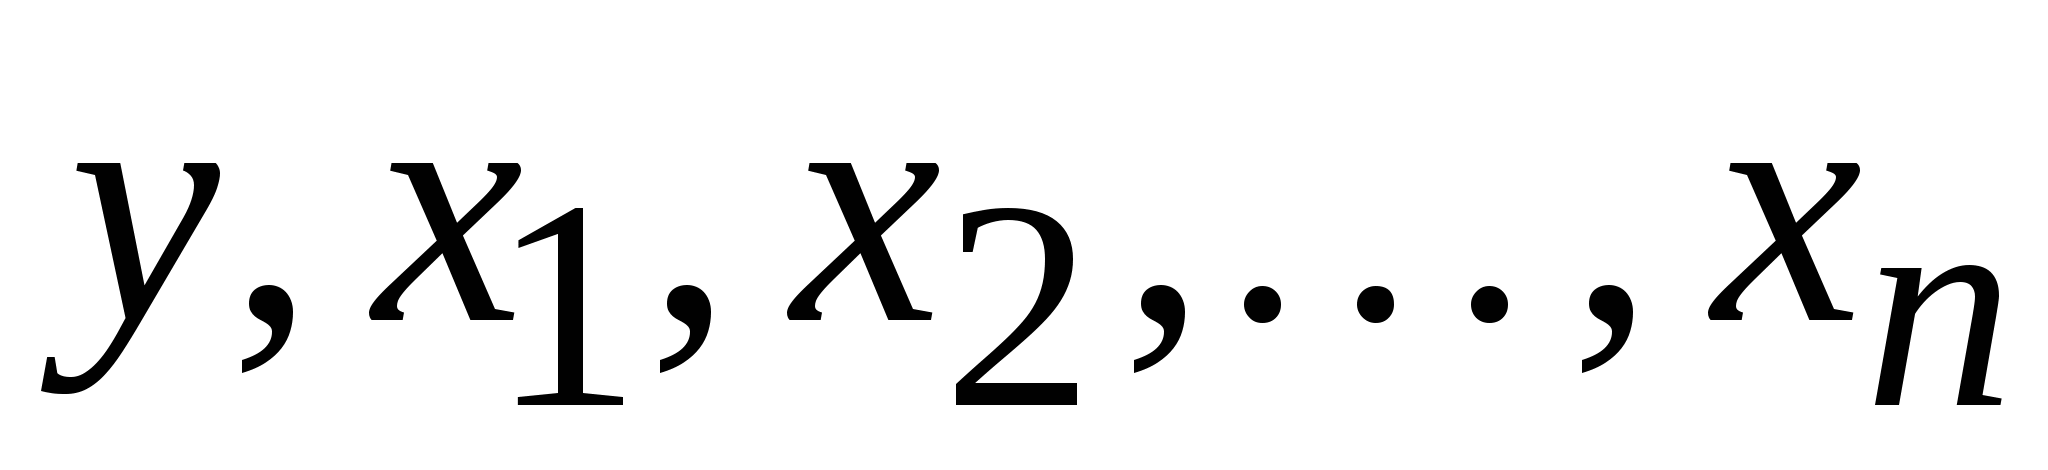 y, x₁, x₂, ..., xₙ